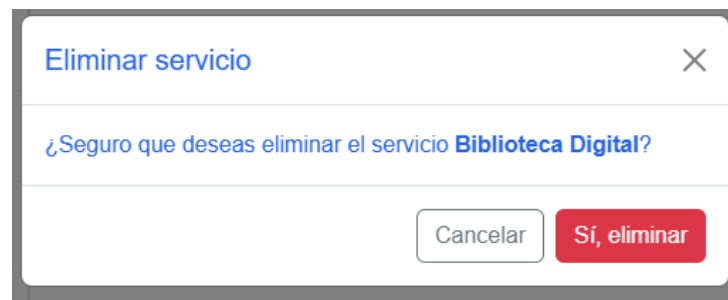 Eliminar servicio
¿Seguro que deseas eliminar el servicio Biblioteca Digital?
Cancelar Sí, eliminar